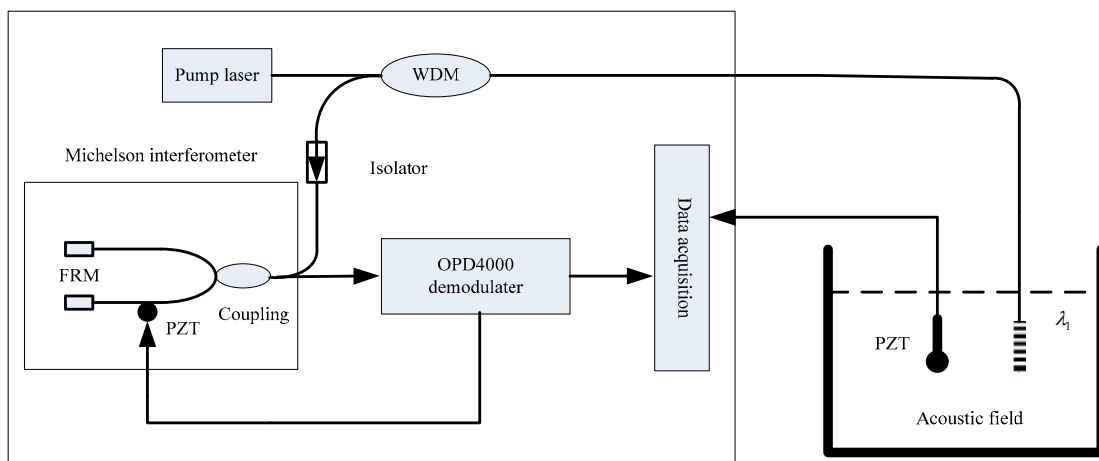 Pump laser
WDM
Michelson interferometer
Isolator
FRM
Coupling
PZT
OPD4000
demodulater
Data acquisition
PZT
λ1
Acoustic field